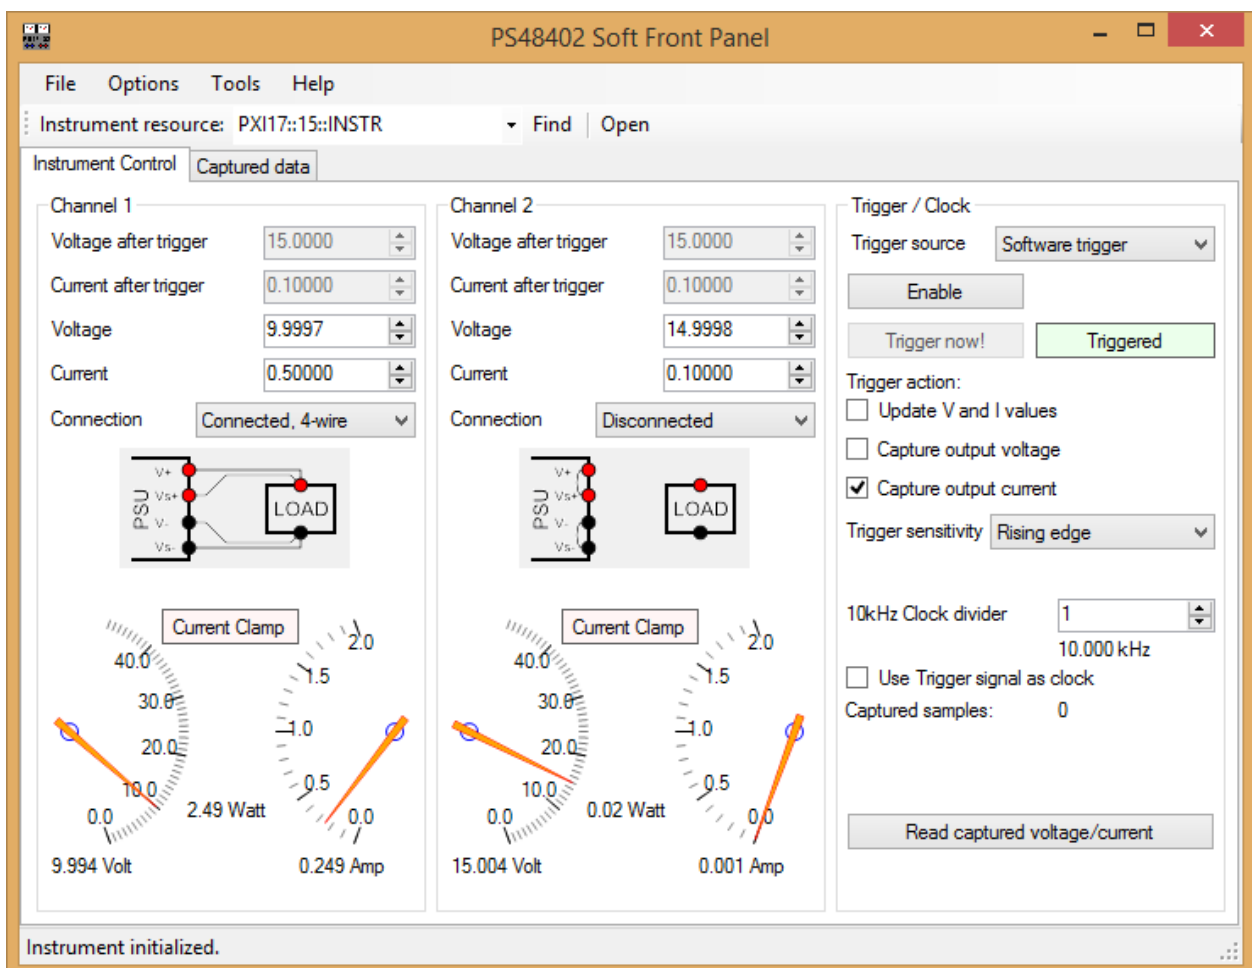 PS48402 Soft Front Panel
File Options Tools Help
Instrument resource: PXI17::15::INSTR Find Open
Instrument Control Captured data
Channel 1
Voltage after trigger 15.0000
Current after trigger 0.10000
Voltage 9.9997
Current 0.50000
Connection Connected, 4-wire
PSU
V+
Vs+
V-
Vs-
LOAD
Current Clamp
40.0
30.0
20.0
10.0
0.0
2.0
1.5
1.0
0.5
0.0
2.49 Watt
9.994 Volt
0.249 Amp
Channel 2
Voltage after trigger 15.0000
Current after trigger 0.10000
Voltage 14.9998
Current 0.10000
Connection Disconnected
PSU
V+
Vs+
V-
Vs-
LOAD
Current Clamp
40.0
30.0
20.0
10.0
0.0
2.0
1.5
1.0
0.5
0.0
0.02 Watt
15.004 Volt
0.001 Amp
Trigger / Clock
Trigger source Software trigger
Enable
Trigger now! Triggered
Trigger action:
Update V and I values
Capture output voltage
Capture output current
Trigger sensitivity Rising edge
10kHz Clock divider 1
10.000 kHz
Use Trigger signal as clock
Captured samples: 0
Read captured voltage/current
Instrument initialized.